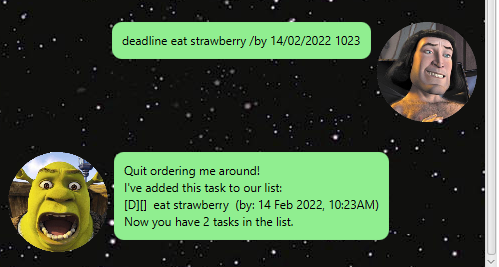 deadline eat strawberry /by 14/02/2022 1023
Quit ordering me around!
I've added this task to our list:
[D][]  eat strawberry  (by: 14 Feb 2022, 10:23AM)
Now you have 2 tasks in the list.